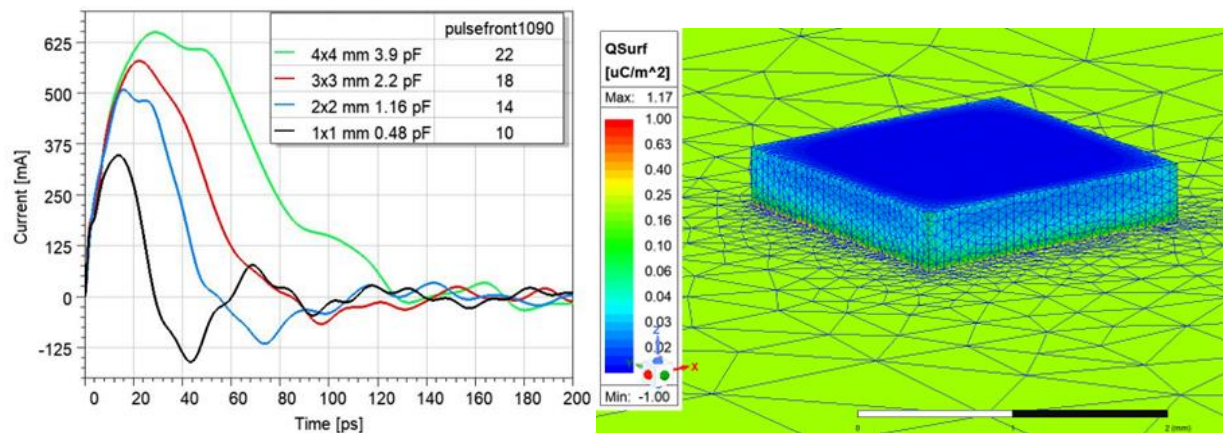 pulsefront1090
4x4 mm 3.9 pF 22
3x3 mm 2.2 pF 18
2x2 mm 1.16 pF 14
1x1 mm 0.48 pF 10
625
500
375
250
125
0
-125
Current [mA]
0 20 40 60 80 100 120 140 160 180 200
Time [ps]
QSurf
[uC/m^2]
Max: 1.17
1.00
0.63
0.40
0.25
0.16
0.10
0.06
0.04
0.03
0.02
Min: -1.00
Z
X
0 1 2 (mm)